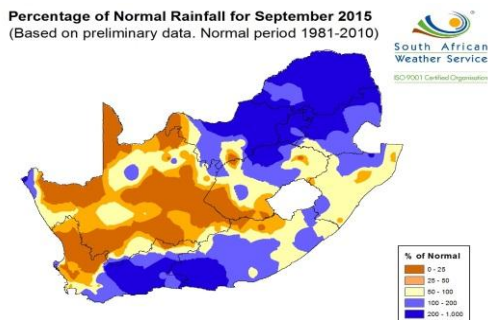 Percentage of Normal Rainfall for September 2015
(Based on preliminary data. Normal period 1981-2010)
South African
Weather Service
ISO 9001 Certified Organisation
% of Normal
0 - 25
25 - 50
50 - 100
100 - 200
200 - 1,000